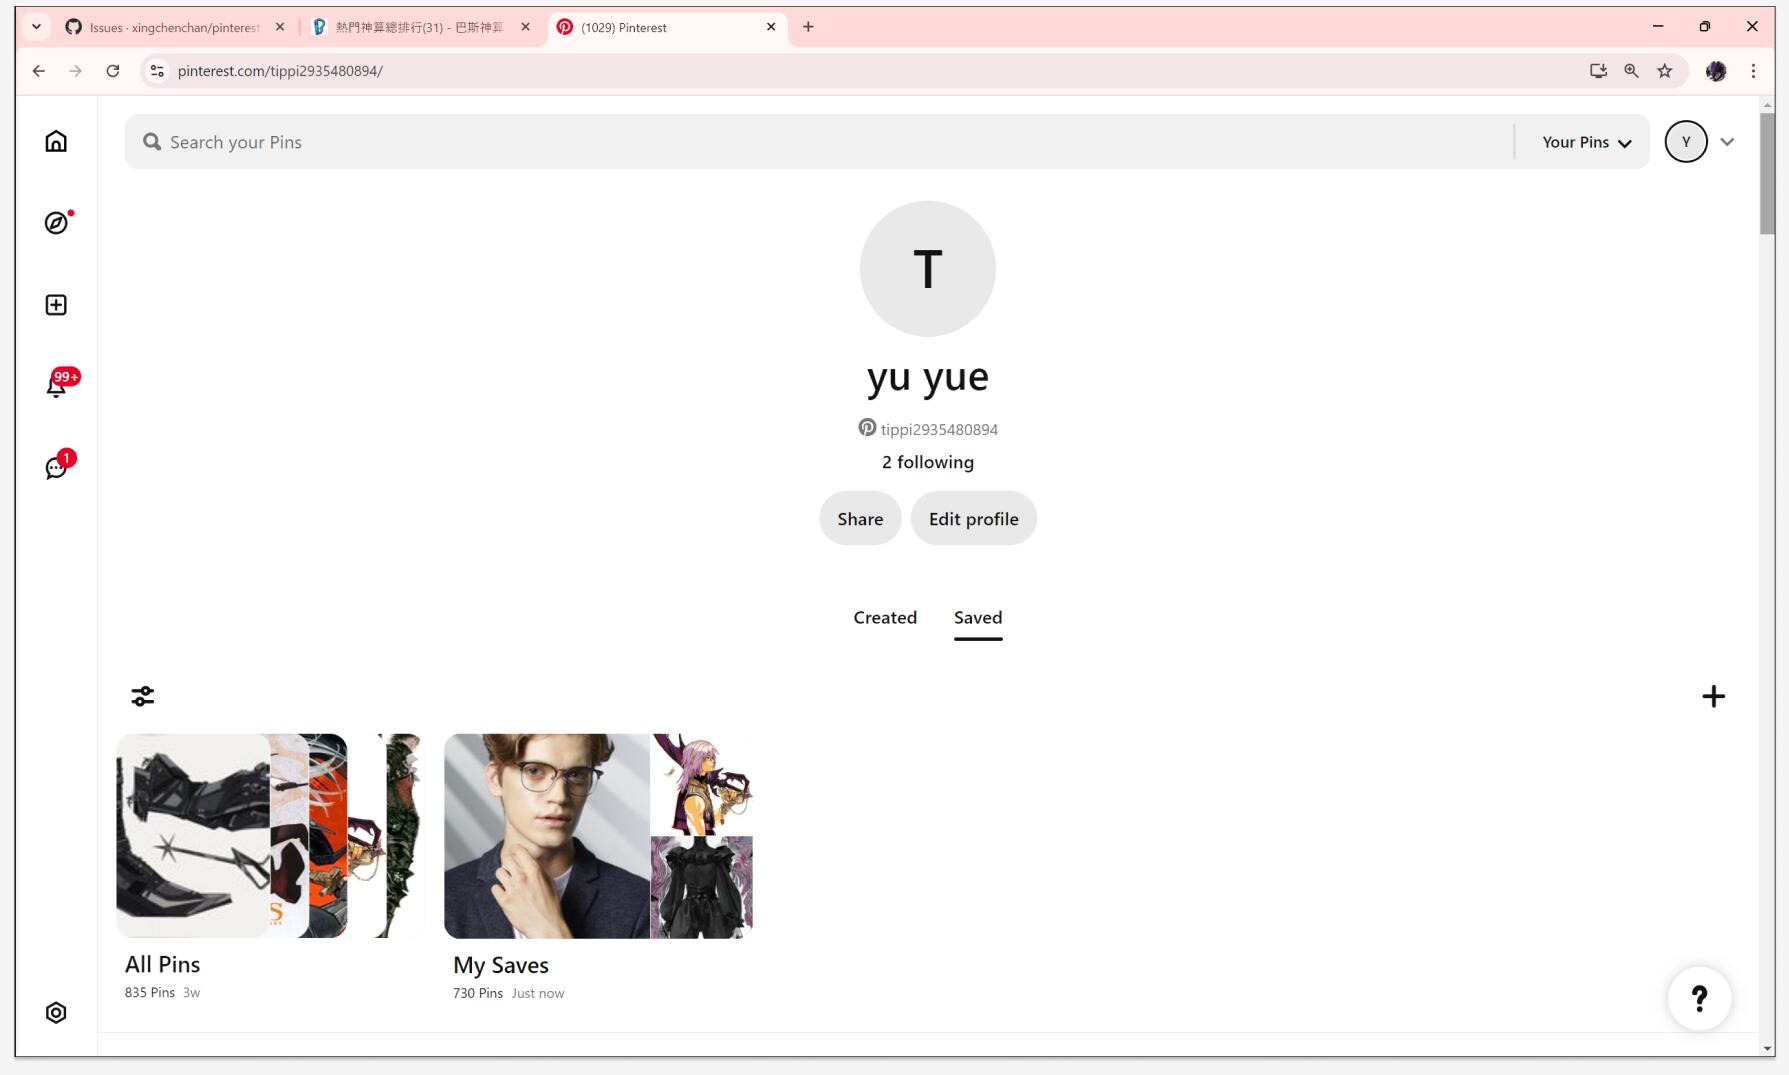 Issues · xingchenchan/pinterest
熱門神算總排行(31) - 巴斯神算
(1029) Pinterest
pinterest.com/tippi2935480894/
Search your Pins
Your Pins
Y
T
yu yue
tippi2935480894
2 following
Share
Edit profile
Created
Saved
99+
1
S
All Pins
835 Pins 3w
My Saves
730 Pins Just now
?